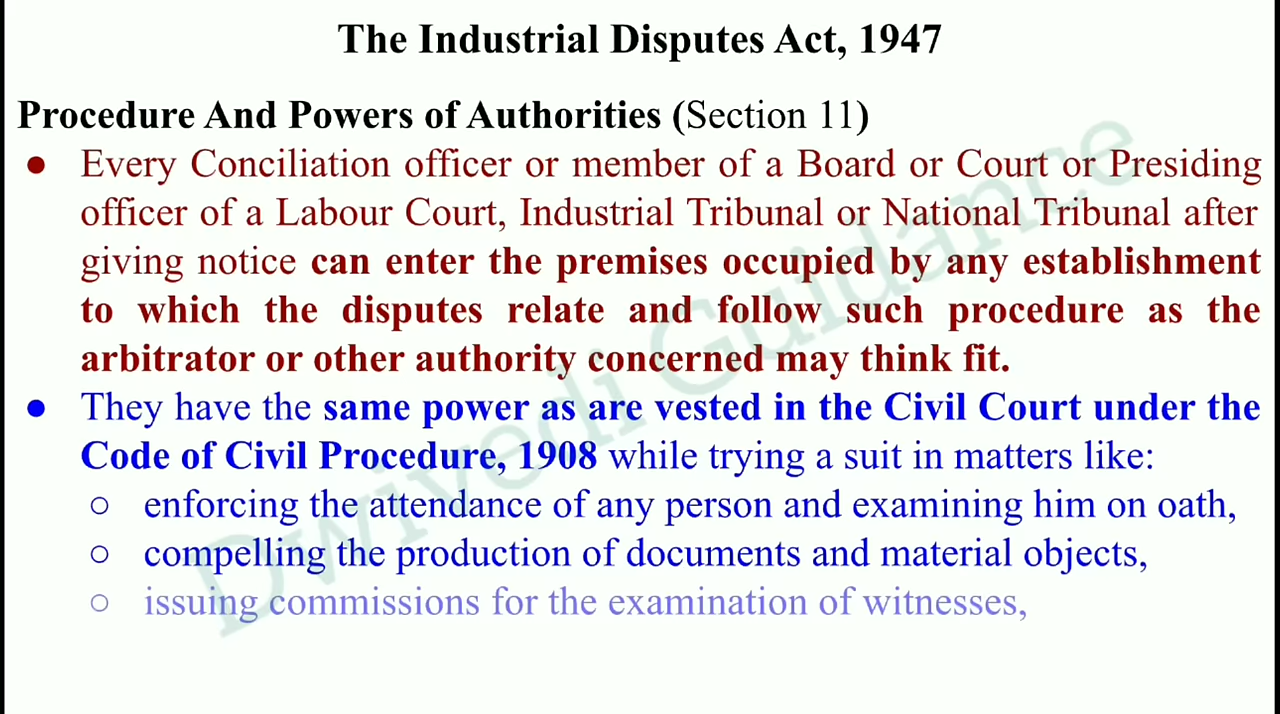 The Industrial Disputes Act, 1947
Procedure And Powers of Authorities (Section 11)
● Every Conciliation officer or member of a Board or Court or Presiding
officer of a Labour Court, Industrial Tribunal or National Tribunal after
giving notice can enter the premises occupied by any establishment
to which the disputes relate and follow such procedure as the
arbitrator or other authority concerned may think fit.
● They have the same power as are vested in the Civil Court under the
Code of Civil Procedure, 1908 while trying a suit in matters like:
○ enforcing the attendance of any person and examining him on oath,
○ compelling the production of documents and material objects,
○ issuing commissions for the examination of witnesses,
Dwivedi Guidance